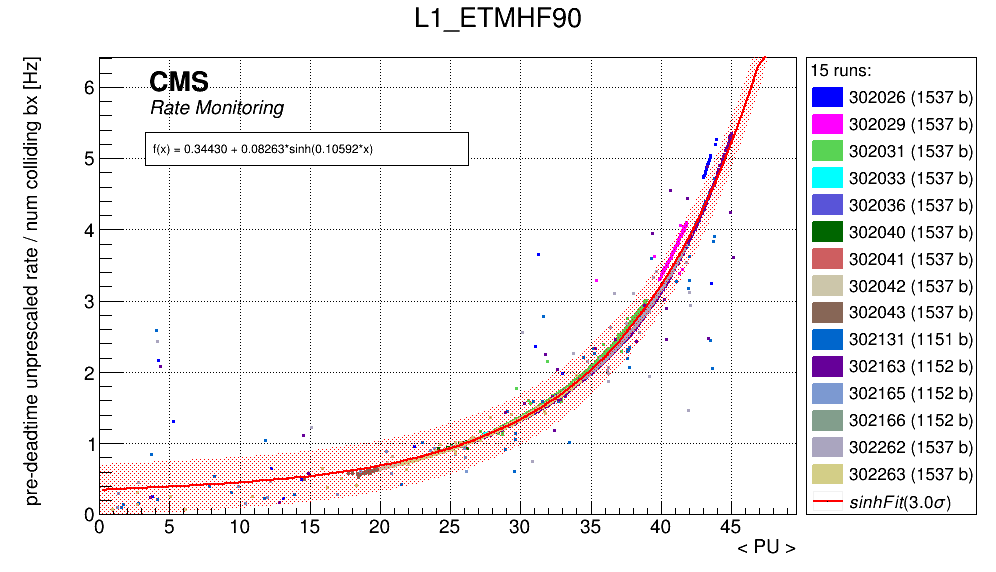 L1_ETMHF90
pre-deadtime unprescaled rate / num colliding bx [Hz]
CMS
Rate Monitoring
f(x) = 0.34430 + 0.08263*sinh(0.10592*x)
6
5
4
3
2
1
0
0 5 10 15 20 25 30 35 40 45
< PU >
15 runs:
302026 (1537 b)
302029 (1537 b)
302031 (1537 b)
302033 (1537 b)
302036 (1537 b)
302040 (1537 b)
302041 (1537 b)
302042 (1537 b)
302043 (1537 b)
302131 (1151 b)
302163 (1152 b)
302165 (1152 b)
302166 (1152 b)
302262 (1537 b)
302263 (1537 b)
sinhFit(3.0σ)